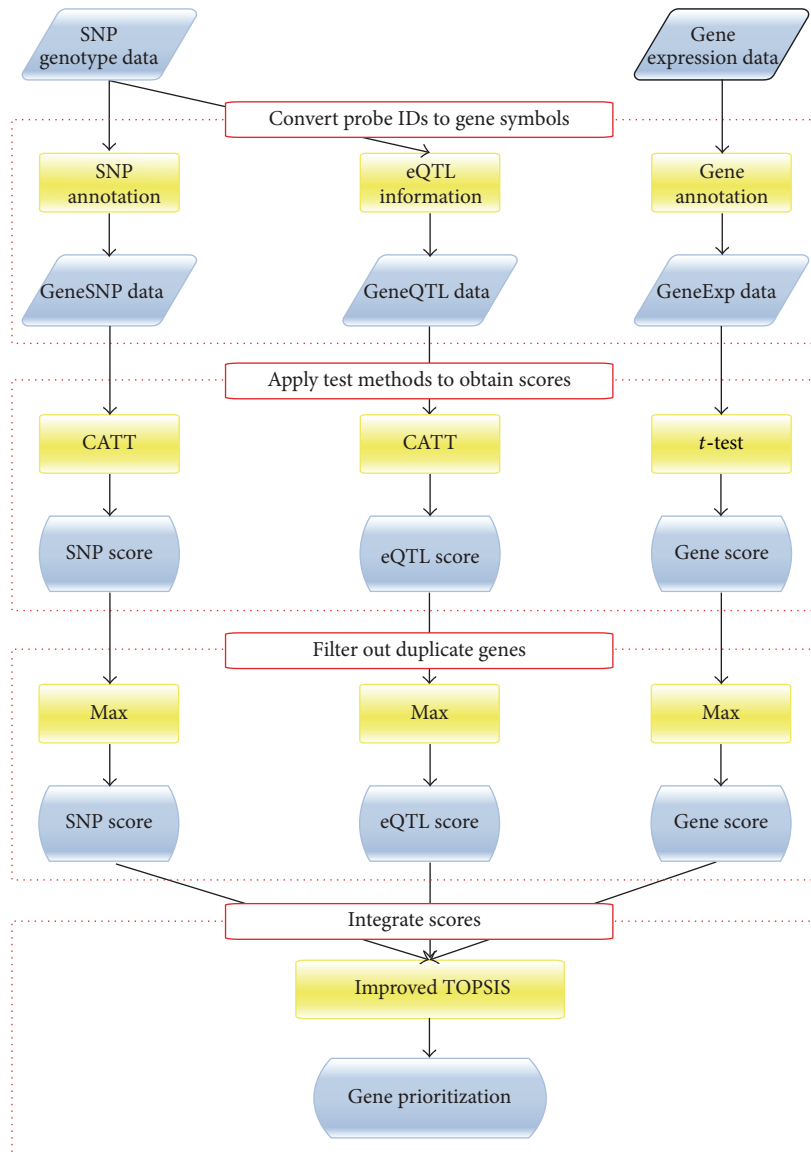 SNP
genotype data
Gene
expression data
Convert probe IDs to gene symbols
SNP
annotation
eQTL
information
Gene
annotation
GeneSNP data
GeneQTL data
GeneExp data
Apply test methods to obtain scores
CATT
CATT
t-test
SNP score
eQTL score
Gene score
Filter out duplicate genes
Max
Max
Max
SNP score
eQTL score
Gene score
Integrate scores
Improved TOPSIS
Gene prioritization